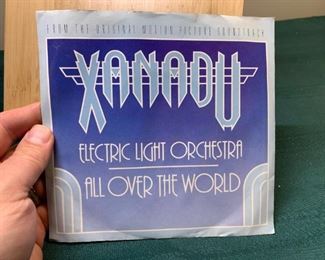 FROM THE ORIGINAL MOTION PICTURE SOUNDTRACK
XANADU
ELECTRIC LIGHT ORCHESTRA
ALL OVER THE WORLD